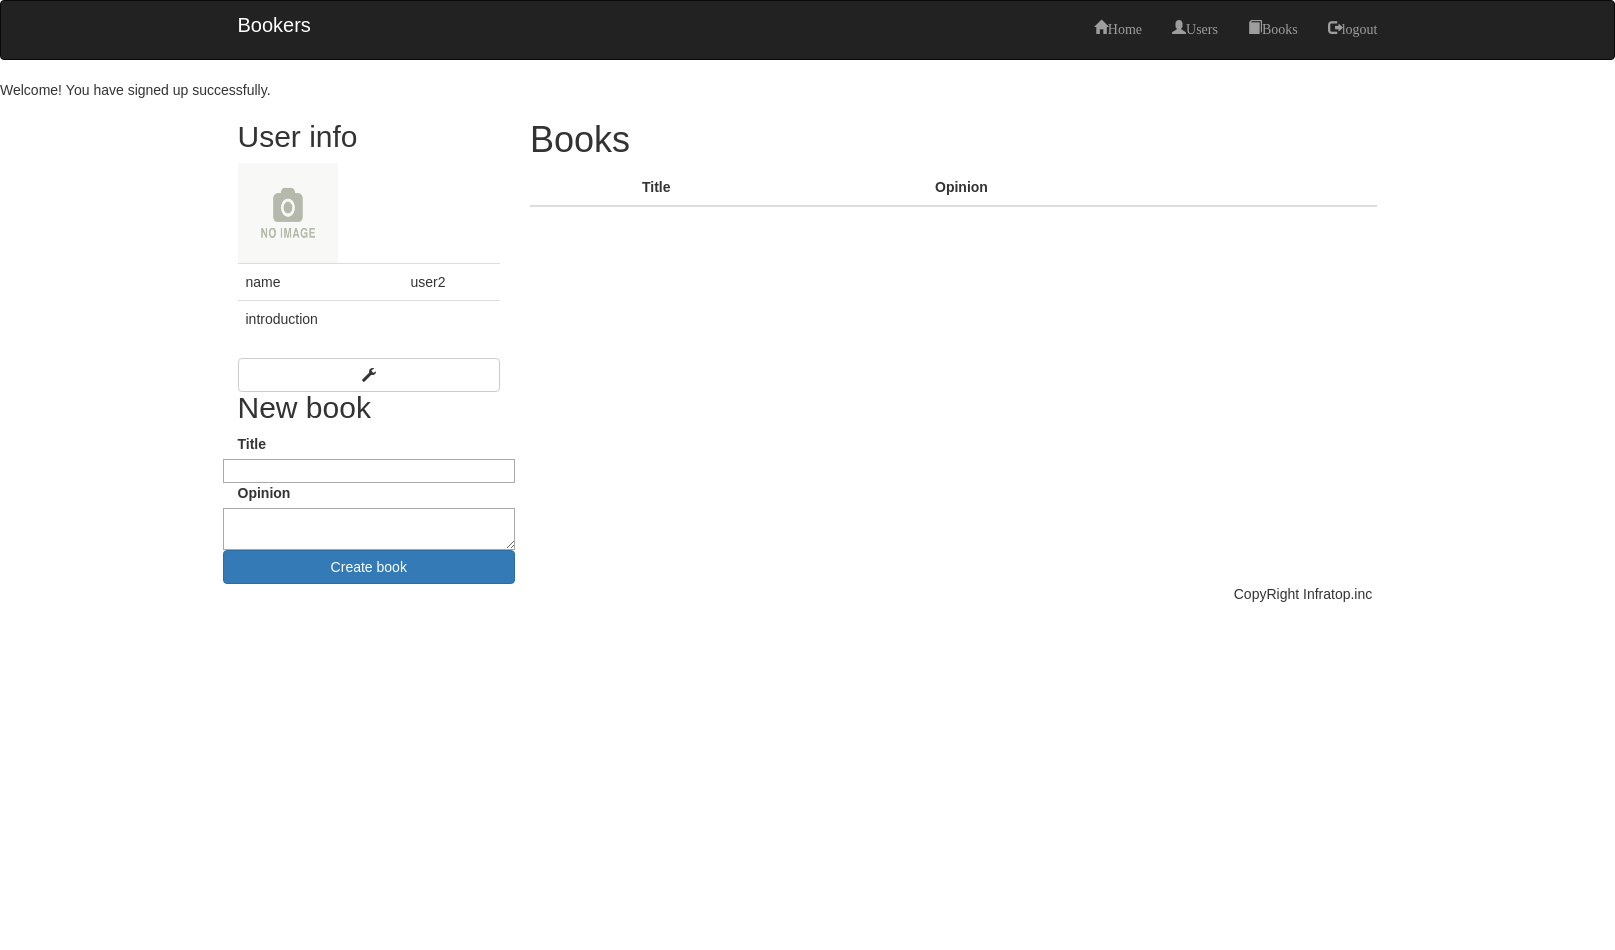 Bookers
Home Users Books logout
Welcome! You have signed up successfully.
User info
NO IMAGE
name user2
introduction
New book
Title
Opinion
Create book
Books
Title Opinion
CopyRight Infratop.inc